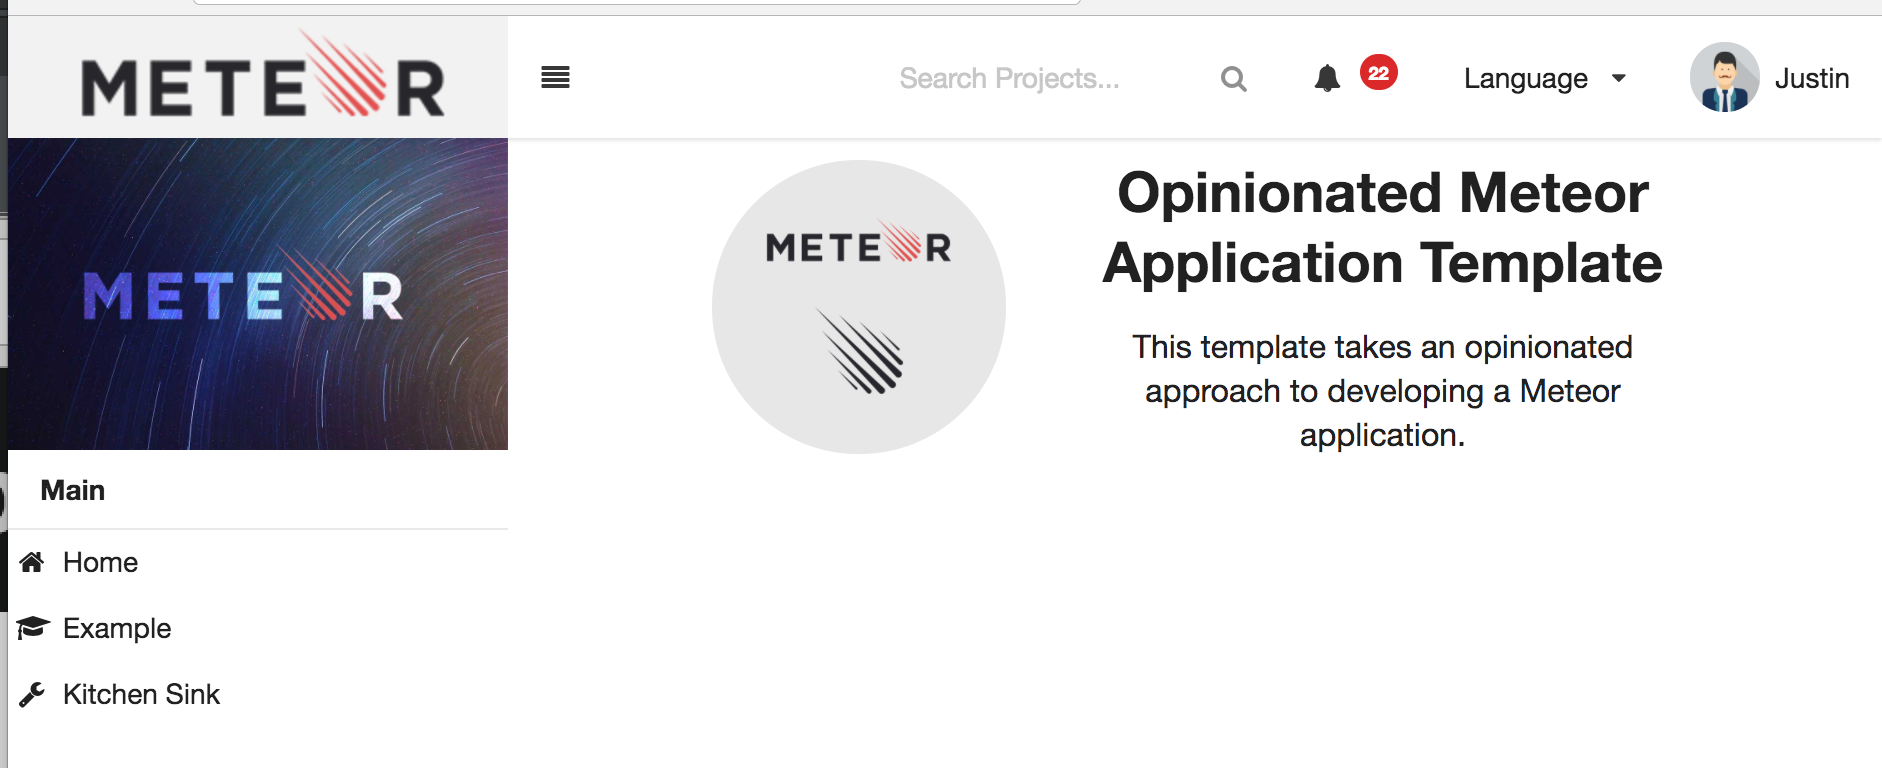 METEOR
Search Projects...
22
Language
Justin
METEOR
METEOR
Opinionated Meteor
Application Template
This template takes an opinionated
approach to developing a Meteor
application.
Main
Home
Example
Kitchen Sink